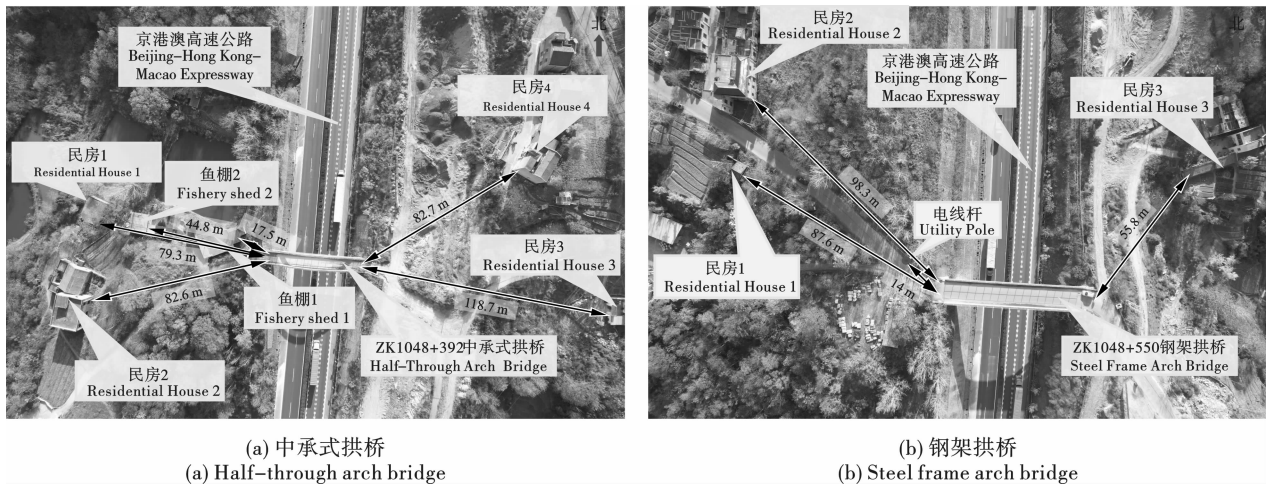 京港澳高速公路
Beijing-Hong Kong-
Macao Expressway
北
民房4
Residential House 4
民房1
Residential House 1
鱼棚2
Fishery shed 2
44.8 m
17.5 m
79.3 m
82.6 m
82.7 m
118.7 m
民房3
Residential House 3
鱼棚1
Fishery shed 1
ZK1048+392中承式拱桥
Half-Through Arch Bridge
民房2
Residential House 2
(a) 中承式拱桥
(a) Half-through arch bridge
民房2
Residential House 2
京港澳高速公路
Beijing-Hong Kong-
Macao Expressway
北
民房3
Residential House 3
98.3 m
87.6 m
14 m
55.8 m
电线杆
Utility Pole
民房1
Residential House 1
ZK1048+550钢架拱桥
Steel Frame Arch Bridge
(b) 钢架拱桥
(b) Steel frame arch bridge